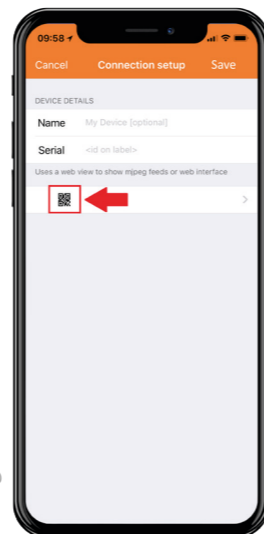 09:58
Cancel Connection setup Save
DEVICE DETAILS
Name My Device [optional]
Serial <id on label>
Uses a web view to show mjpeg feeds or web interface